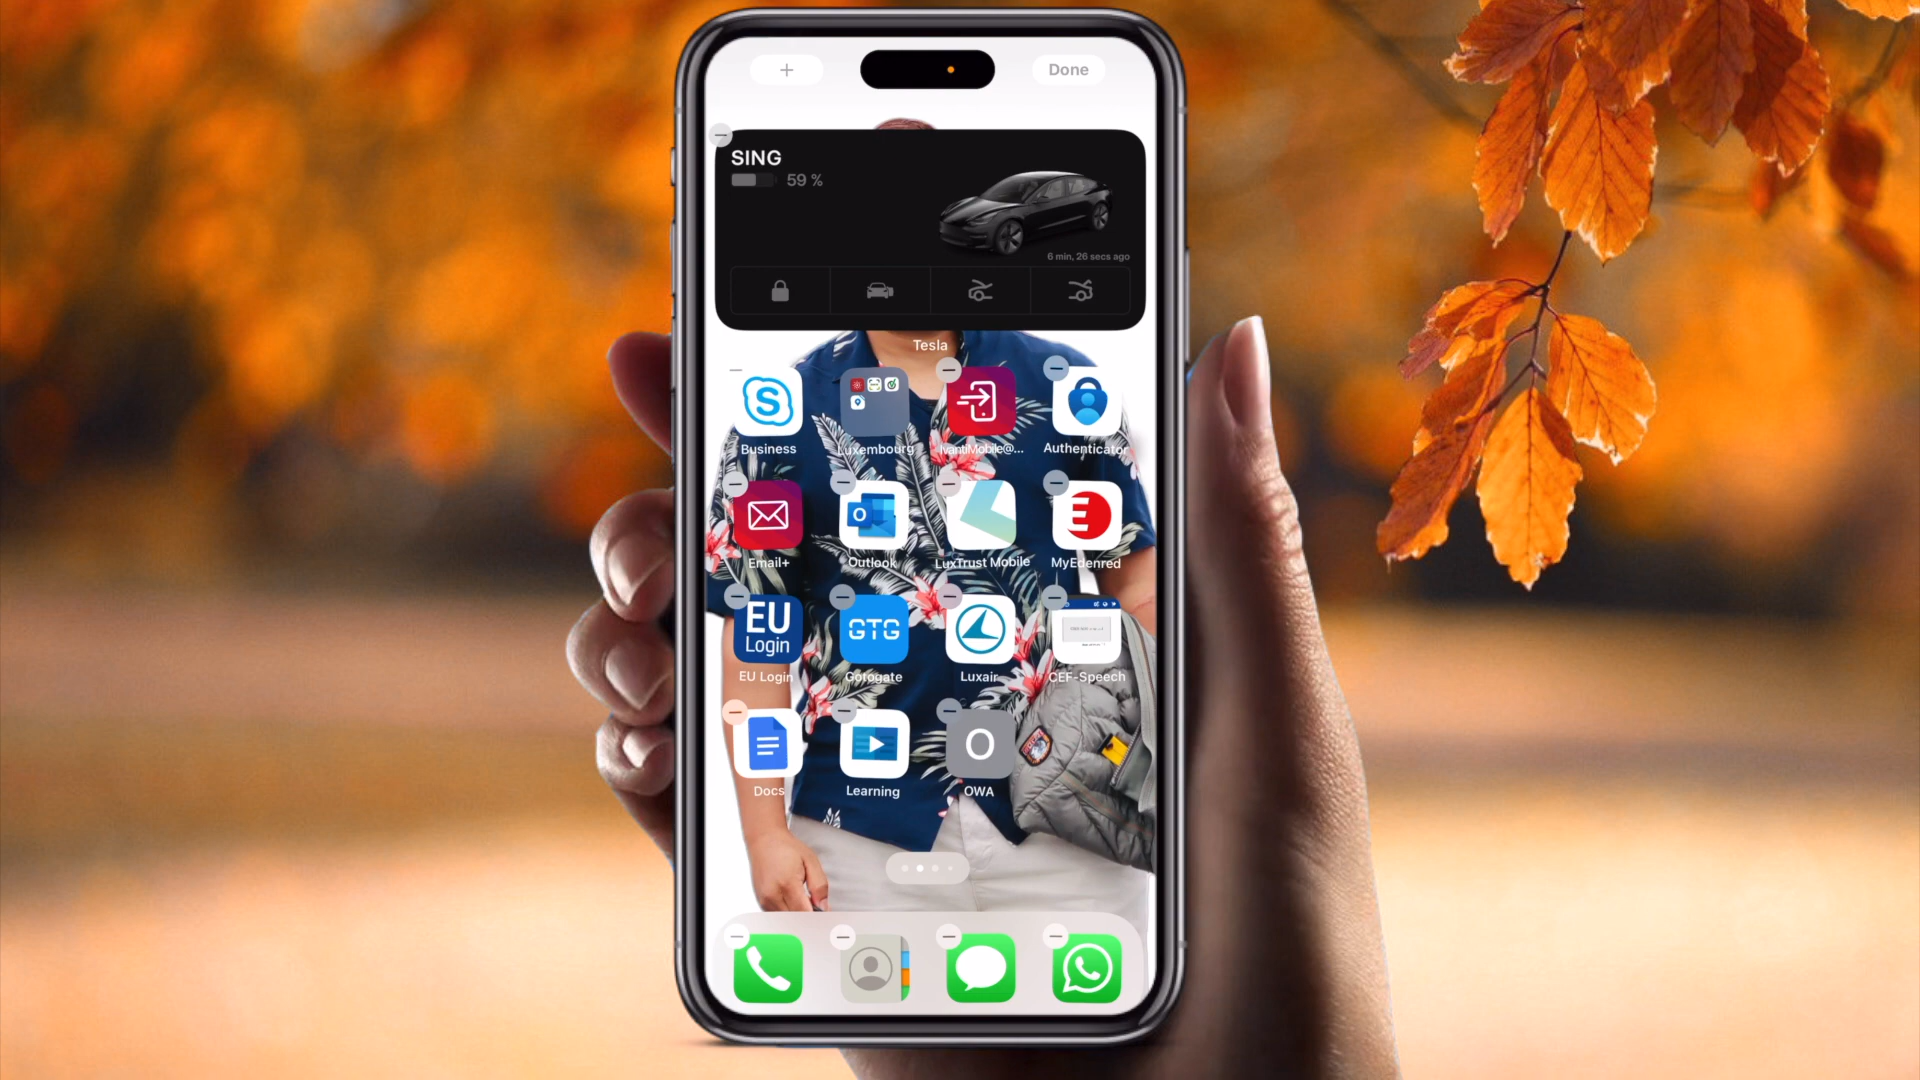 +
Done
SING
59 %
6 min, 26 secs ago
Tesla
S
Business
Luxembourg
IvantiMobile@...
Authenticator
Email+
O
Outlook
LuxTrust Mobile
E
MyEdenred
EU
Login
EU Login
GTG
Gotogate
Luxair
CEF-Speech
Docs
Learning
O
OWA